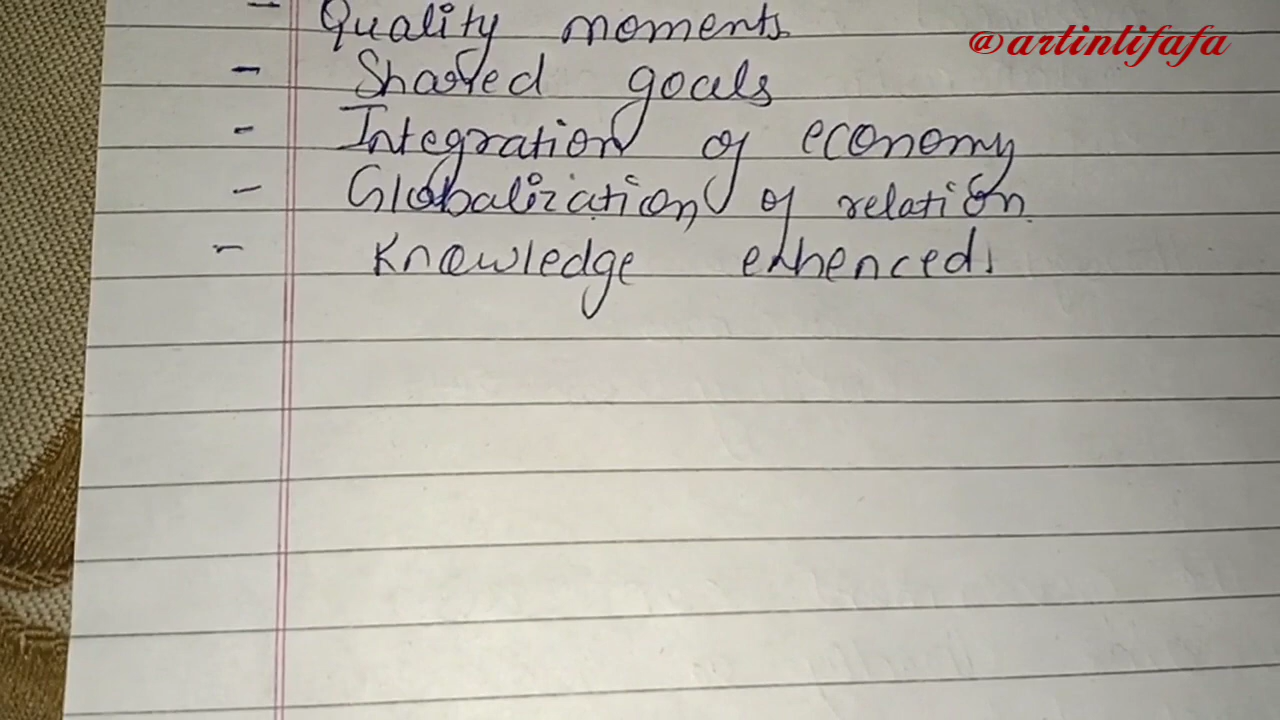 @artinlifafa
- Quality moments
- Shared goals
- Integration of economy
- Globalization of relation
- Knowledge enhenced.